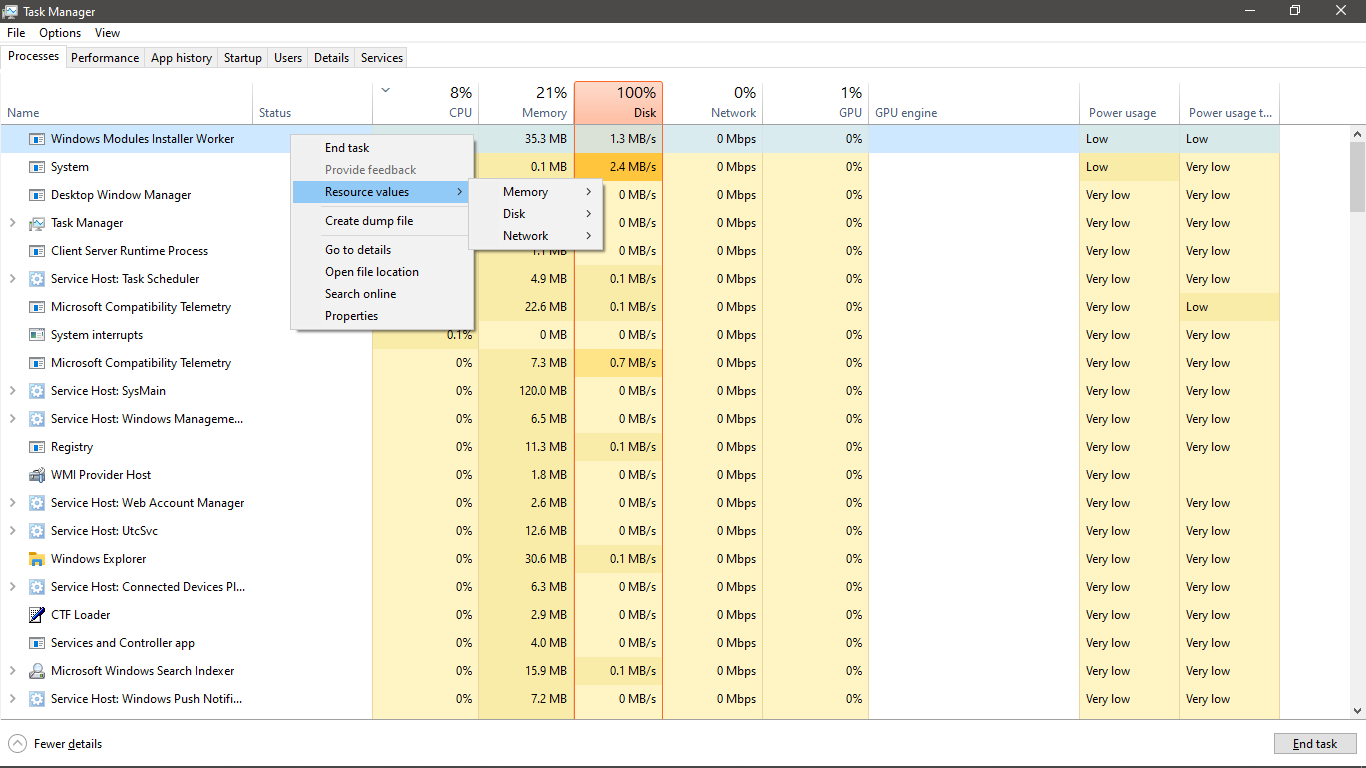 Task Manager
File Options View
Processes Performance App history Startup Users Details Services
8% 21% 100% 0% 1%
Name Status CPU Memory Disk Network GPU GPU engine Power usage Power usage t...
Windows Modules Installer Worker 35.3 MB 1.3 MB/s 0 Mbps 0% Low Low
End task
System 0.1 MB 2.4 MB/s 0 Mbps 0% Low Very low
Provide feedback
Desktop Window Manager 0 MB/s 0 Mbps 0% Very low Very low
Resource values Memory
Task Manager 0 MB/s 0 Mbps 0% Very low Very low
Create dump file Disk
Network
Client Server Runtime Process 1.1 MB 0 MB/s 0 Mbps 0% Very low Very low
Go to details
Service Host: Task Scheduler 4.9 MB 0.1 MB/s 0 Mbps 0% Very low Very low
Open file location
Search online
Microsoft Compatibility Telemetry 22.6 MB 0.1 MB/s 0 Mbps 0% Very low Low
Properties
System interrupts 0.1% 0 MB 0 MB/s 0 Mbps 0% Very low Very low
Microsoft Compatibility Telemetry 0% 7.3 MB 0.7 MB/s 0 Mbps 0% Very low Very low
Service Host: SysMain 0% 120.0 MB 0 MB/s 0 Mbps 0% Very low Very low
Service Host: Windows Manageme... 0% 6.5 MB 0 MB/s 0 Mbps 0% Very low Very low
Registry 0% 11.3 MB 0.1 MB/s 0 Mbps 0% Very low Very low
WMI Provider Host 0% 1.8 MB 0 MB/s 0 Mbps 0% Very low
Service Host: Web Account Manager 0% 2.6 MB 0 MB/s 0 Mbps 0% Very low Very low
Service Host: UtcSvc 0% 12.6 MB 0 MB/s 0 Mbps 0% Very low Very low
Windows Explorer 0% 30.6 MB 0.1 MB/s 0 Mbps 0% Very low Very low
Service Host: Connected Devices Pl... 0% 6.3 MB 0 MB/s 0 Mbps 0% Very low Very low
CTF Loader 0% 2.9 MB 0 MB/s 0 Mbps 0% Very low Very low
Services and Controller app 0% 4.0 MB 0 MB/s 0 Mbps 0% Very low Very low
Microsoft Windows Search Indexer 0% 15.9 MB 0.1 MB/s 0 Mbps 0% Very low Very low
Service Host: Windows Push Notifi... 0% 7.2 MB 0 MB/s 0 Mbps 0% Very low Very low
Fewer details End task